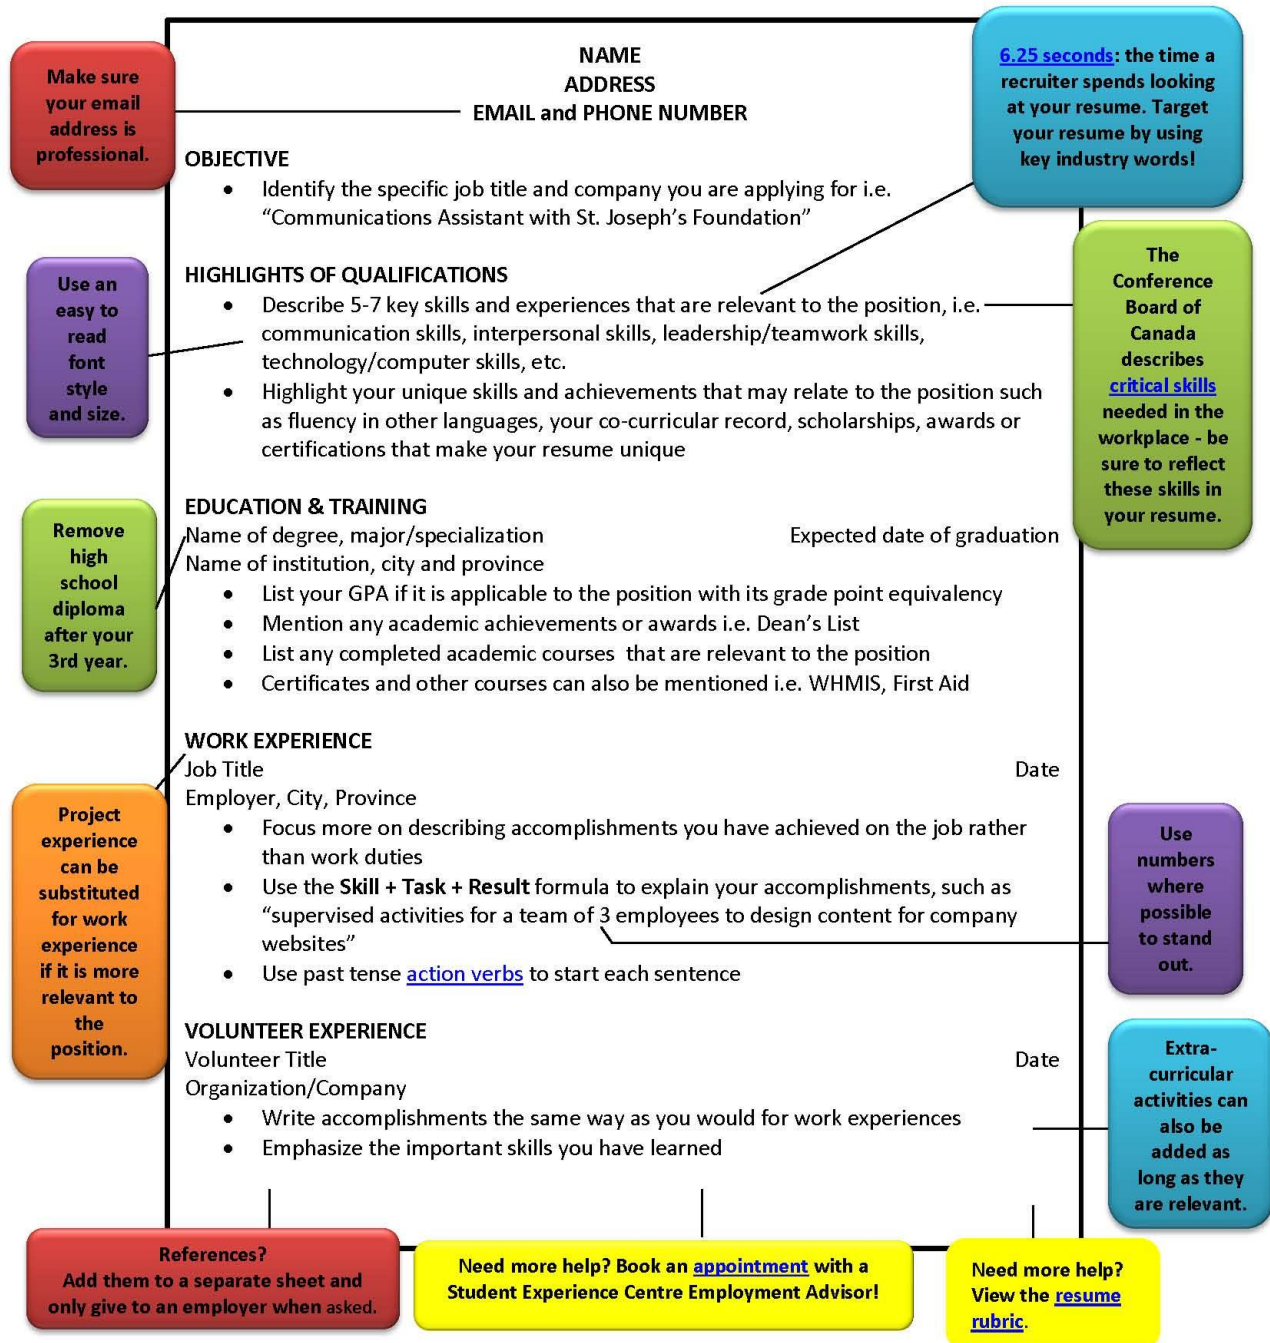 NAME
ADDRESS
EMAIL and PHONE NUMBER
Make sure
your email
address is
professional.
6.25 seconds: the time a
recruiter spends looking
at your resume. Target
your resume by using
key industry words!
OBJECTIVE
• Identify the specific job title and company you are applying for i.e.
“Communications Assistant with St. Joseph’s Foundation”
HIGHLIGHTS OF QUALIFICATIONS
• Describe 5-7 key skills and experiences that are relevant to the position, i.e.
communication skills, interpersonal skills, leadership/teamwork skills,
technology/computer skills, etc.
• Highlight your unique skills and achievements that may relate to the position such
as fluency in other languages, your co-curricular record, scholarships, awards or
certifications that make your resume unique
Use an
easy to
read
font
style
and size.
The
Conference
Board of
Canada
describes
critical skills
needed in the
workplace - be
sure to reflect
these skills in
your resume.
EDUCATION & TRAINING
Name of degree, major/specialization Expected date of graduation
Name of institution, city and province
• List your GPA if it is applicable to the position with its grade point equivalency
• Mention any academic achievements or awards i.e. Dean’s List
• List any completed academic courses that are relevant to the position
• Certificates and other courses can also be mentioned i.e. WHMIS, First Aid
Remove
high
school
diploma
after your
3rd year.
WORK EXPERIENCE
Job Title Date
Employer, City, Province
• Focus more on describing accomplishments you have achieved on the job rather
than work duties
• Use the Skill + Task + Result formula to explain your accomplishments, such as
“supervised activities for a team of 3 employees to design content for company
websites”
• Use past tense action verbs to start each sentence
Project
experience
can be
substituted
for work
experience
if it is more
relevant to
the
position.
Use
numbers
where
possible
to stand
out.
VOLUNTEER EXPERIENCE
Volunteer Title Date
Organization/Company
• Write accomplishments the same way as you would for work experiences
• Emphasize the important skills you have learned
Extra-
curricular
activities can
also be
added as
long as they
are relevant.
References?
Add them to a separate sheet and
only give to an employer when asked.
Need more help? Book an appointment with a
Student Experience Centre Employment Advisor!
Need more help?
View the resume
rubric.